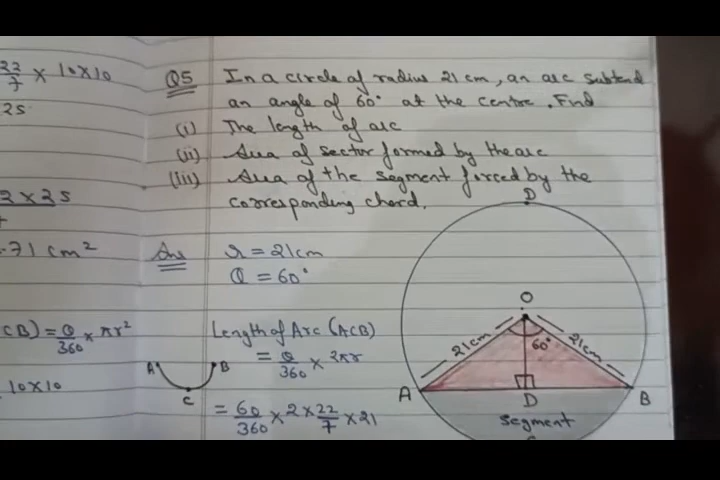 22/7 × 10×10
25
2 × 25
.71 cm²
CB) = θ/360 × πr²
10×10
Q5 In a circle of radius 21 cm, an arc subtend
an angle of 60° at the centre. Find
(i) The length of arc
(ii) Area of sector formed by the arc
(iii) Area of the segment forced by the
corresponding chord.
Ans r = 21cm
θ = 60°
Length of Arc (ACB)
= θ/360 × 2πr
= 60/360 × 2 × 22/7 × 21
A B
C
D
O
21cm 60° 21cm
A D B
Segment